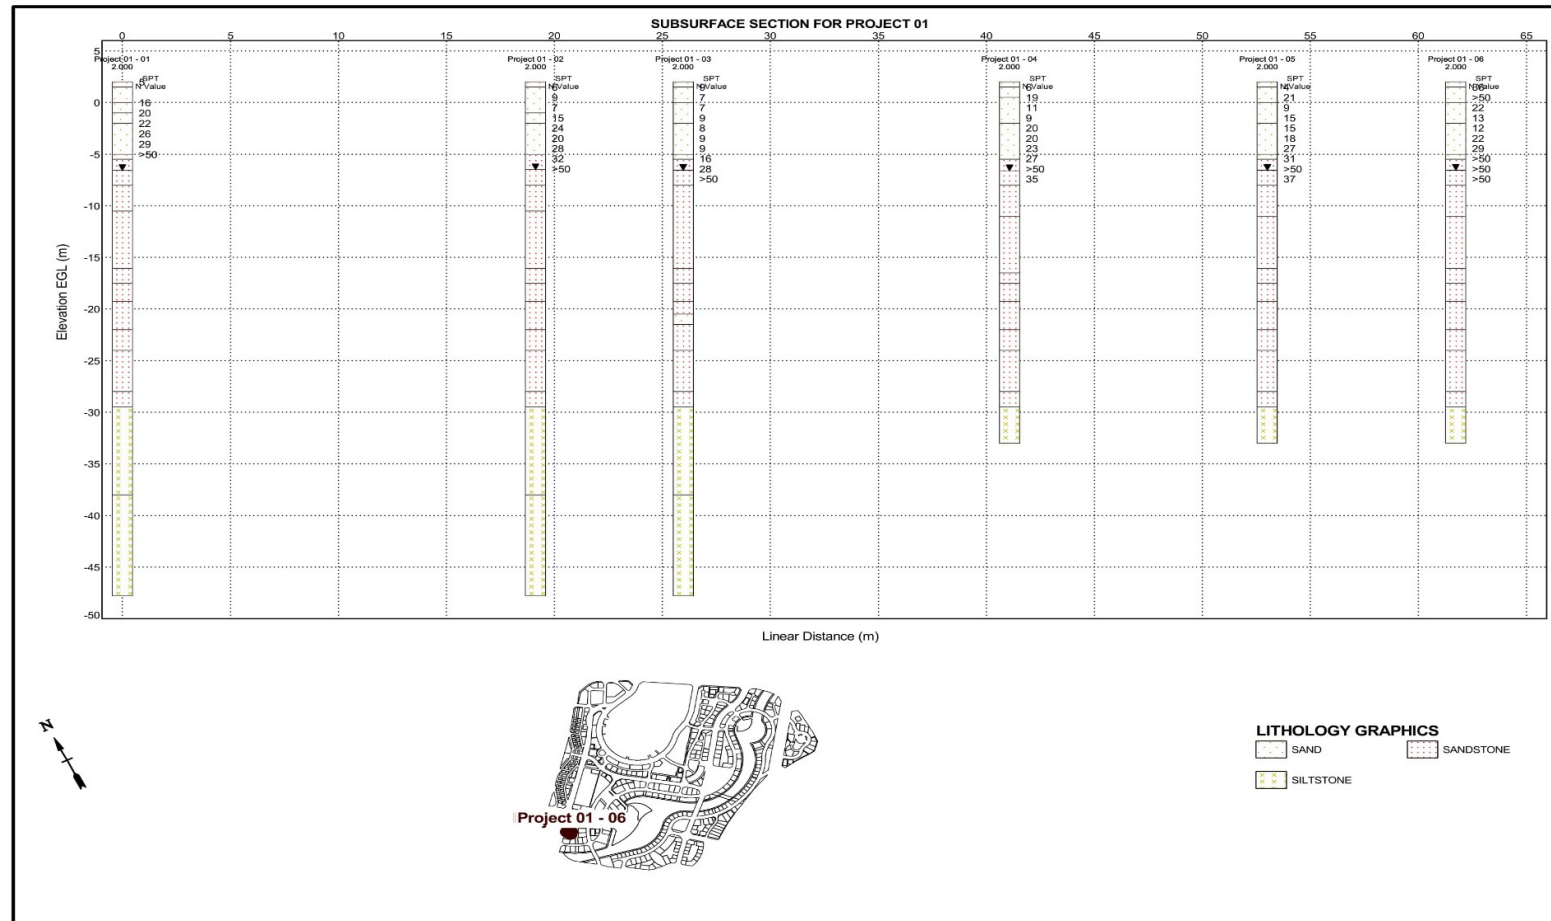 SUBSURFACE SECTION FOR PROJECT 01
0 5 10 15 20 25 30 35 40 45 50 55 60 65
5
0
-5
-10
-15
-20
-25
-30
-35
-40
-45
-50
Elevation EGL (m)
Project 01 - 01
2.000
SPT
N Value
16
20
22
26
29
>50
Project 01 - 02
2.000
SPT
N Value
9
7
15
24
20
28
32
>50
Project 01 - 03
2.000
SPT
N Value
7
7
9
8
9
9
16
28
>50
Project 01 - 04
2.000
SPT
N Value
19
11
9
20
20
23
27
>50
35
Project 01 - 05
2.000
SPT
N Value
21
9
15
15
18
27
31
>50
37
Project 01 - 06
2.000
SPT
N Value
>50
22
13
12
22
29
>50
>50
>50
Linear Distance (m)
N
Project 01 - 06
LITHOLOGY GRAPHICS
SAND
SANDSTONE
SILTSTONE